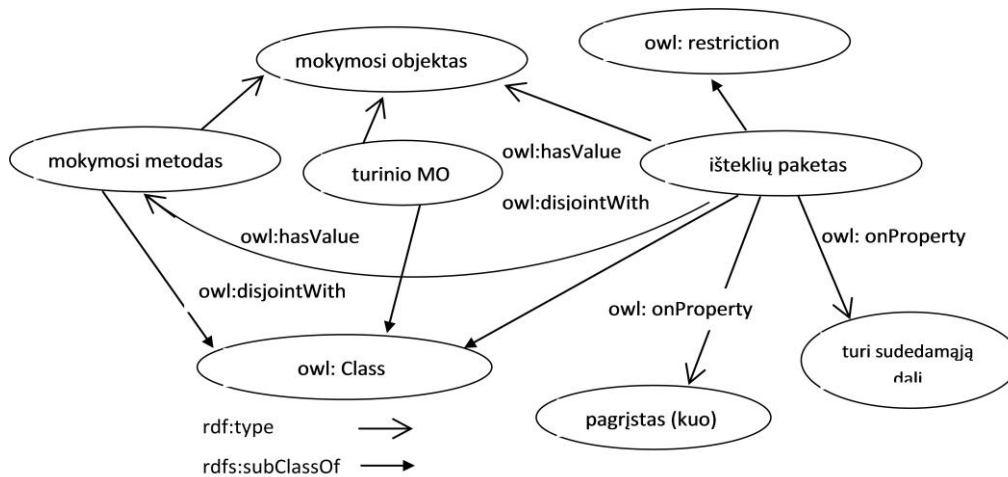 owl: restriction
mokymosi objektas
mokymosi metodas
turinio MO
owl:hasValue
išteklių paketas
owl:disjointWith
owl:hasValue
owl: onProperty
owl:disjointWith
owl: onProperty
owl: Class
turi sudedamąją
dalį
pagrįstas (kuo)
rdf:type
rdfs:subClassOf